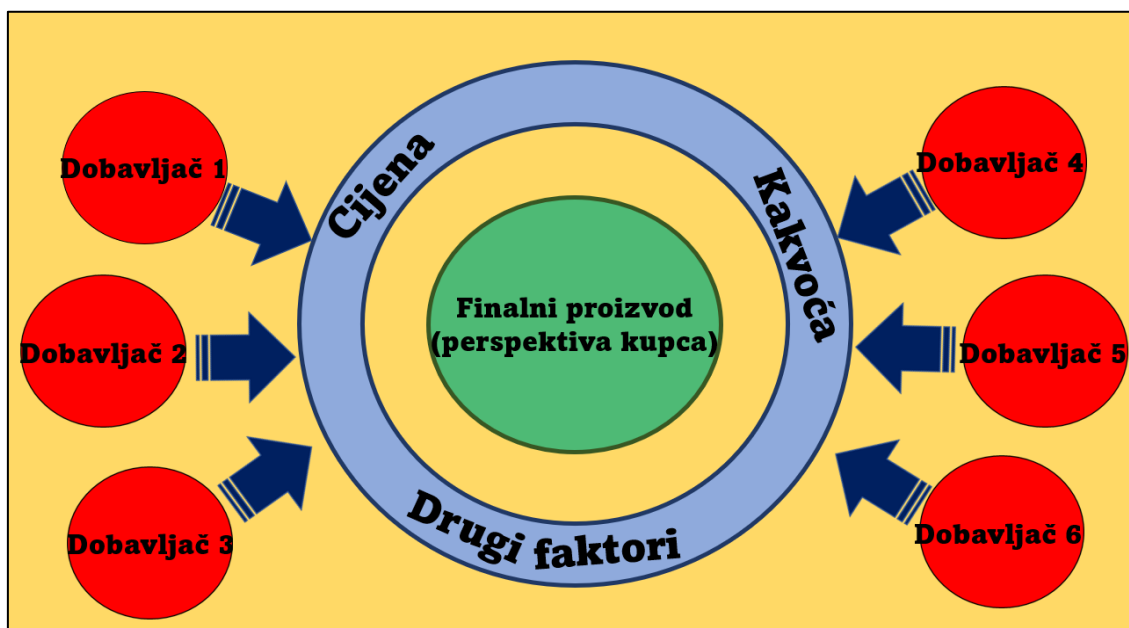 Dobavljač 1
Dobavljač 2
Dobavljač 3
Cijena
Kakvoća
Drugi faktori
Finalni proizvod
(perspektiva kupca)
Dobavljač 4
Dobavljač 5
Dobavljač 6